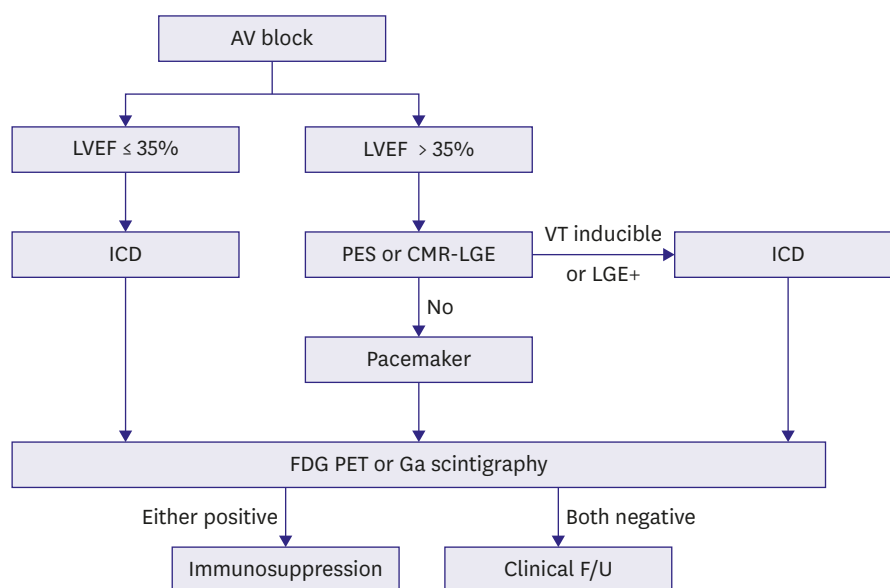 AV block
LVEF ≤ 35%
LVEF > 35%
ICD
PES or CMR-LGE
VT inducible
or LGE+
ICD
No
Pacemaker
FDG PET or Ga scintigraphy
Either positive
Both negative
Immunosuppression
Clinical F/U